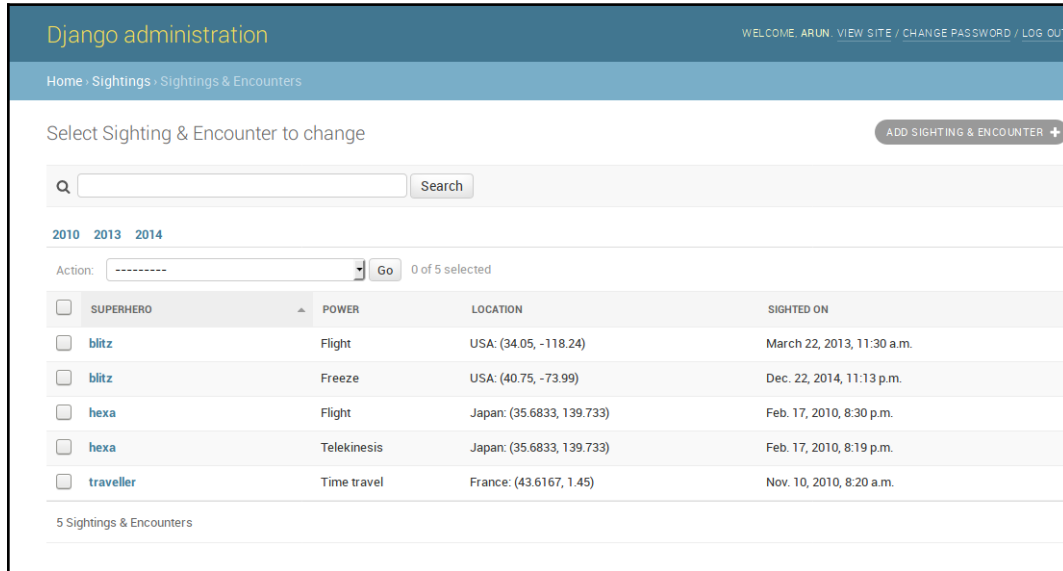 Django administration
WELCOME, ARUN. VIEW SITE / CHANGE PASSWORD / LOG OUT
Home › Sightings › Sightings & Encounters
Select Sighting & Encounter to change
ADD SIGHTING & ENCOUNTER +
Search
2010 2013 2014
Action: --------- Go 0 of 5 selected
SUPERHERO POWER LOCATION SIGHTED ON
blitz Flight USA: (34.05, -118.24) March 22, 2013, 11:30 a.m.
blitz Freeze USA: (40.75, -73.99) Dec. 22, 2014, 11:13 p.m.
hexa Flight Japan: (35.6833, 139.733) Feb. 17, 2010, 8:30 p.m.
hexa Telekinesis Japan: (35.6833, 139.733) Feb. 17, 2010, 8:19 p.m.
traveller Time travel France: (43.6167, 1.45) Nov. 10, 2010, 8:20 a.m.
5 Sightings & Encounters